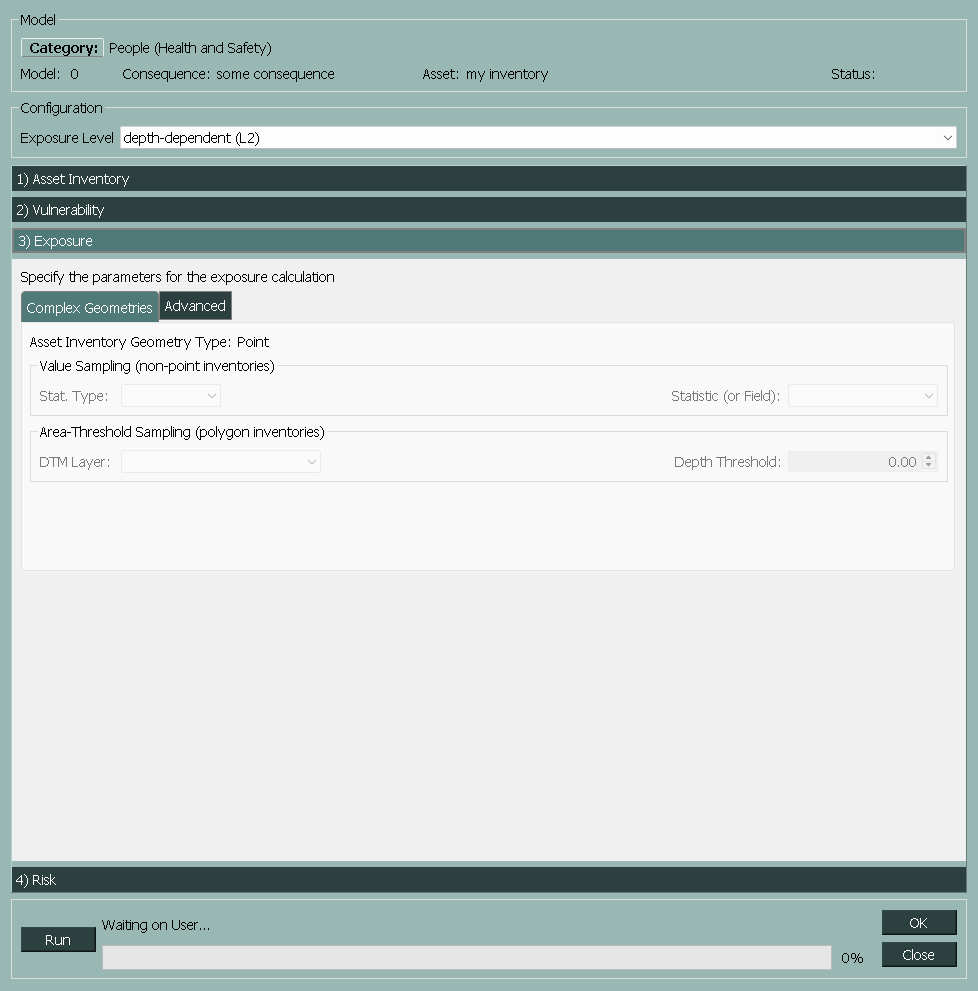 Model
Category: People (Health and Safety)
Model: 0 Consequence: some consequence Asset: my inventory Status:
Configuration
Exposure Level depth-dependent (L2)
1) Asset Inventory
2) Vulnerability
3) Exposure
Specify the parameters for the exposure calculation
Complex Geometries Advanced
Asset Inventory Geometry Type: Point
Value Sampling (non-point inventories)
Stat. Type: Statistic (or Field):
Area-Threshold Sampling (polygon inventories)
DTM Layer: Depth Threshold: 0.00
4) Risk
Waiting on User... OK
Run
0% Close